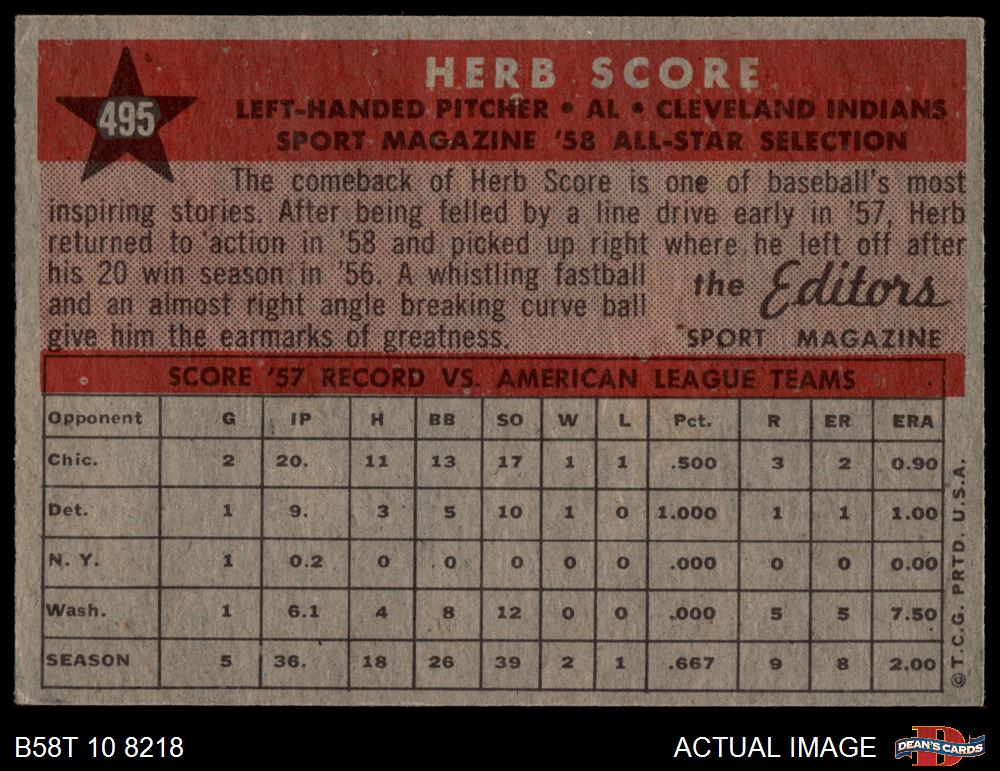 495
HERB SCORE
LEFT-HANDED PITCHER • AL • CLEVELAND INDIANS
SPORT MAGAZINE '58 ALL-STAR SELECTION
The comeback of Herb Score is one of baseball's most
inspiring stories. After being felled by a line drive early in '57, Herb
returned to action in '58 and picked up right where he left off after
his 20 win season in '56. A whistling fastball
and an almost right angle breaking curve ball
give him the earmarks of greatness.
the Editors
SPORT MAGAZINE
SCORE '57 RECORD VS. AMERICAN LEAGUE TEAMS
Opponent G IP H BB SO W L Pct. R ER ERA
Chic. 2 20. 11 13 17 1 1 .500 3 2 0.90
Det. 1 9. 3 5 10 1 0 1.000 1 1 1.00
N. Y. 1 0.2 0 0 0 0 0 .000 0 0 0.00
Wash. 1 6.1 4 8 12 0 0 .000 5 5 7.50
SEASON 5 36. 18 26 39 2 1 .667 9 8 2.00
©T.C.G. PRTD. U.S.A.
B58T 10 8218
ACTUAL IMAGE
DEAN'S CARDS